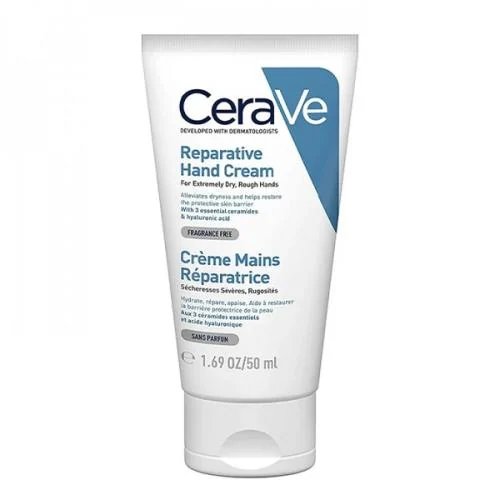 CeraVe
DEVELOPED WITH DERMATOLOGISTS
Reparative
Hand Cream
For Extremely Dry, Rough Hands
Alleviates dryness and helps restore
the protective skin barrier
With 3 essential ceramides
& hyaluronic acid
FRAGRANCE FREE
Crème Mains
Réparatrice
Sécheresses Sévères, Rugosités
Hydrate, répare, apaise. Aide à restaurer
la barrière protectrice de la peau
Aux 3 céramides essentiels
et acide hyaluronique
SANS PARFUM
℮ 1.69 OZ/50 ml